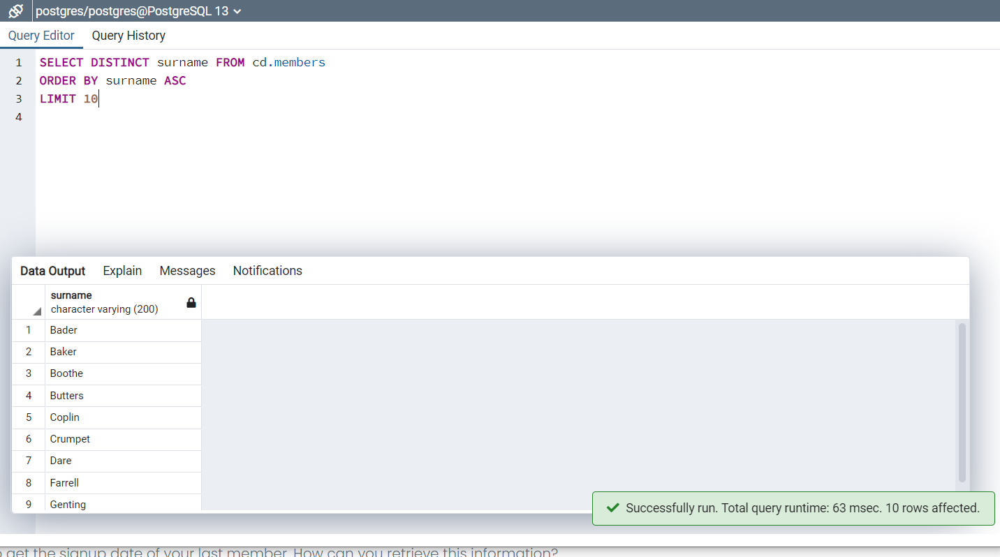 postgres/postgres@PostgreSQL 13
Query Editor Query History
1 SELECT DISTINCT surname FROM cd.members
2 ORDER BY surname ASC
3 LIMIT 10
4
Data Output Explain Messages Notifications
surname
character varying (200)
1 Bader
2 Baker
3 Boothe
4 Butters
5 Coplin
6 Crumpet
7 Dare
8 Farrell
9 Genting
Successfully run. Total query runtime: 63 msec. 10 rows affected.
get the signup date of your last member. How can you retrieve this information?